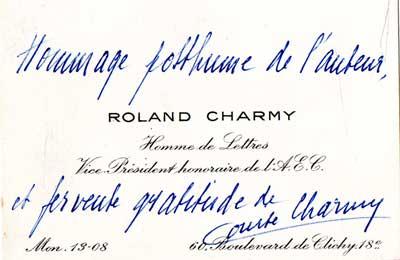 Hommage posthume de l'auteur,
ROLAND CHARMY
Homme de Lettres
Vice-Président honoraire de l'A.E.C.
et fervente gratitude de
Charmy
Mon. 13-08 60, Boulevard de Clichy. 18e